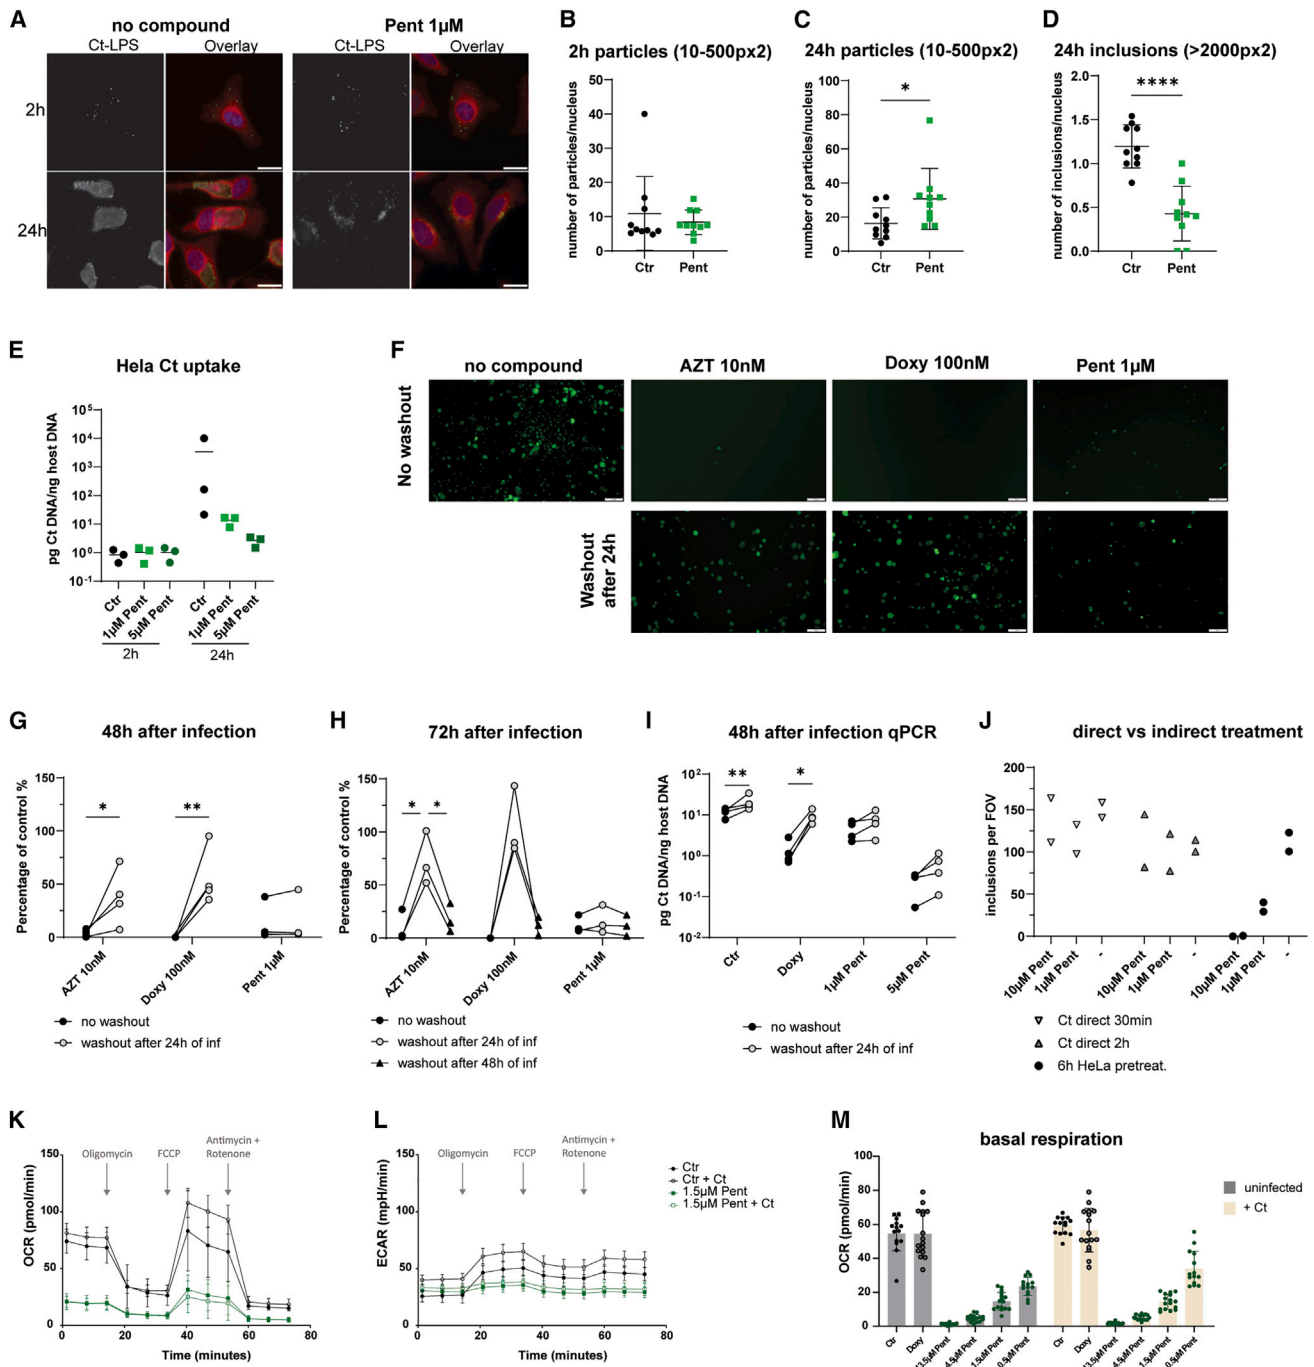 A
no compound
Pent 1µM
Ct-LPS
Overlay
Ct-LPS
Overlay
2h
24h
B
2h particles (10-500px2)
number of particles/nucleus
50
40
30
20
10
0
Ctr
Pent
C
24h particles (10-500px2)
number of particles/nucleus
100
80
60
40
20
0
*
Ctr
Pent
D
24h inclusions (>2000px2)
number of inclusions/nucleus
2.0
1.5
1.0
0.5
0.0
****
Ctr
Pent
E
Hela Ct uptake
pg Ct DNA/ng host DNA
10⁵
10⁴
10³
10²
10¹
10⁰
10⁻¹
Ctr
1µM Pent
5µM Pent
Ctr
1µM Pent
5µM Pent
2h
24h
F
no compound
AZT 10nM
Doxy 100nM
Pent 1µM
No washout
Washout
after 24h
G
48h after infection
Percentage of control %
150
100
50
0
*
**
AZT 10nM
Doxy 100nM
Pent 1µM
no washout
washout after 24h of inf
H
72h after infection
Percentage of control %
150
100
50
0
* *
AZT 10nM
Doxy 100nM
Pent 1µM
no washout
washout after 24h of inf
washout after 48h of inf
I
48h after infection qPCR
pg Ct DNA/ng host DNA
10²
10¹
10⁰
10⁻¹
10⁻²
**
*
Ctr
Doxy
1µM Pent
5µM Pent
no washout
washout after 24h of inf
J
direct vs indirect treatment
inclusions per FOV
200
150
100
50
0
10µM Pent
1µM Pent
-
10µM Pent
1µM Pent
-
10µM Pent
1µM Pent
-
Ct direct 30min
Ct direct 2h
6h HeLa pretreat.
K
OCR (pmol/min)
150
100
50
0
Oligomycin
FCCP
Antimycin +
Rotenone
0 20 40 60 80
Time (minutes)
L
ECAR (mpH/min)
150
100
50
0
Oligomycin
FCCP
Antimycin +
Rotenone
0 20 40 60 80
Time (minutes)
Ctr
Ctr + Ct
1.5µM Pent
1.5µM Pent + Ct
M
basal respiration
OCR (pmol/min)
100
80
60
40
20
0
Ctr
Doxy
13.5µM Pent
4.5µM Pent
1.5µM Pent
0.5µM Pent
Ctr
Doxy
13.5µM Pent
4.5µM Pent
1.5µM Pent
0.5µM Pent
uninfected
+ Ct